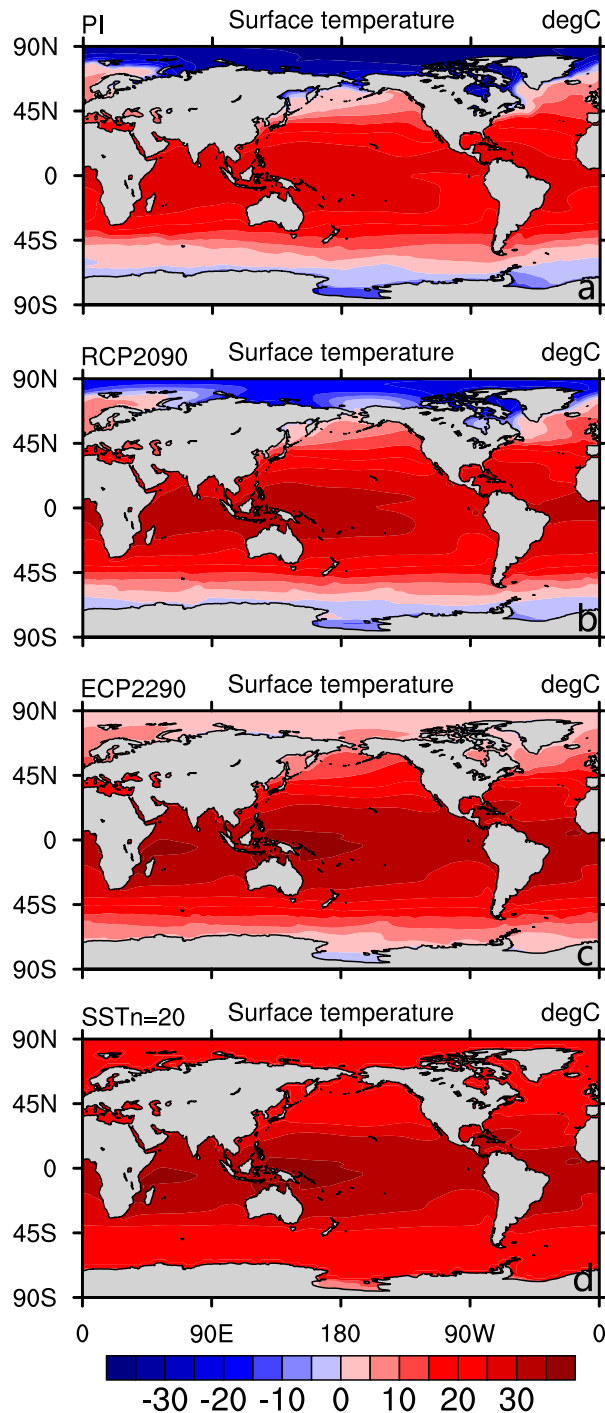 PI Surface temperature degC
90N
45N
0
45S
90S
a
RCP2090 Surface temperature degC
90N
45N
0
45S
90S
b
ECP2290 Surface temperature degC
90N
45N
0
45S
90S
c
SSTn=20 Surface temperature degC
90N
45N
0
45S
90S
d
0 90E 180 90W 0
-30 -20 -10 0 10 20 30